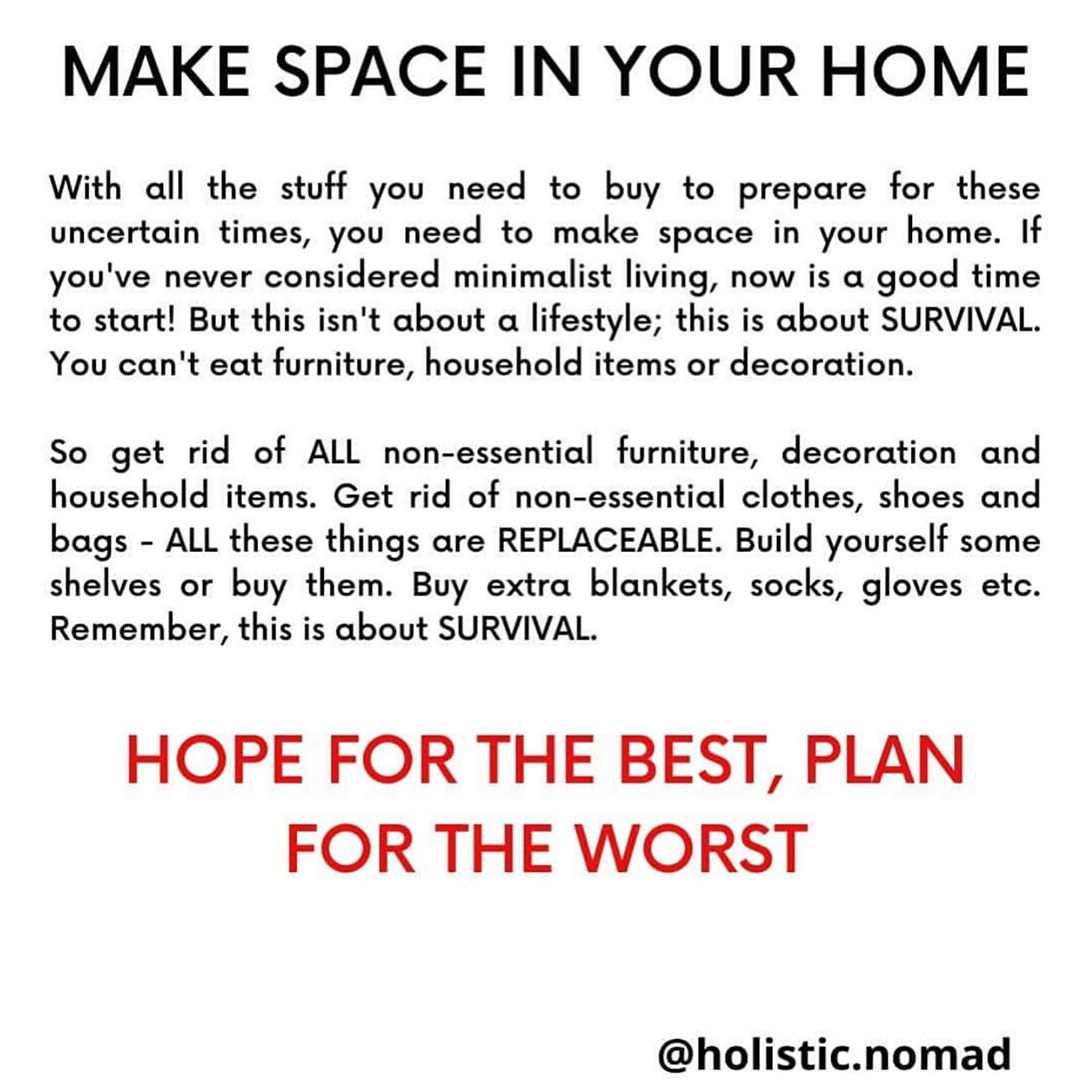 MAKE SPACE IN YOUR HOME
With all the stuff you need to buy to prepare for these
uncertain times, you need to make space in your home. If
you've never considered minimalist living, now is a good time
to start! But this isn't about a lifestyle; this is about SURVIVAL.
You can't eat furniture, household items or decoration.
So get rid of ALL non-essential furniture, decoration and
household items. Get rid of non-essential clothes, shoes and
bags - ALL these things are REPLACEABLE. Build yourself some
shelves or buy them. Buy extra blankets, socks, gloves etc.
Remember, this is about SURVIVAL.
HOPE FOR THE BEST, PLAN
FOR THE WORST
@holistic.nomad